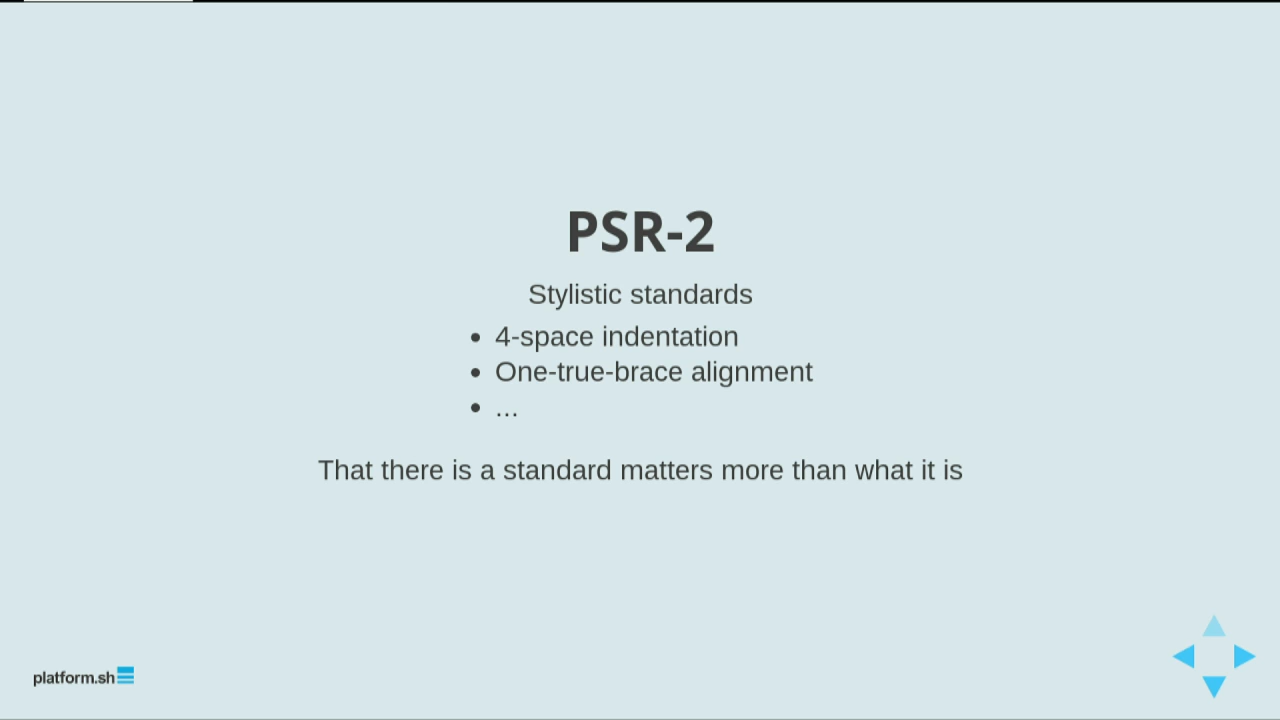 PSR-2
Stylistic standards
• 4-space indentation
• One-true-brace alignment
• ...
That there is a standard matters more than what it is
platform.sh